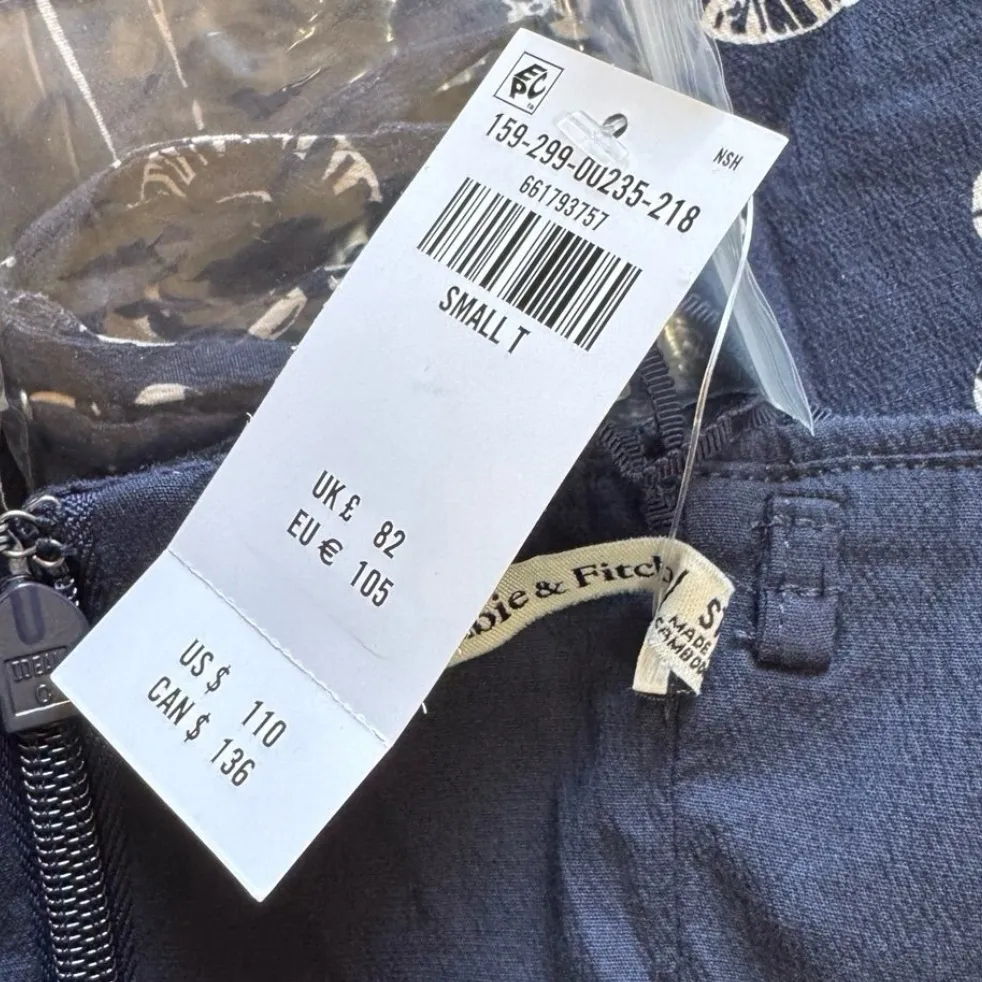 EPC
NSH
159-299-0U235-218
661793757
SMALL T
UK £ 82
EU € 105
US $ 110
CAN $ 136
bie & Fitch
MADE
IDEAL